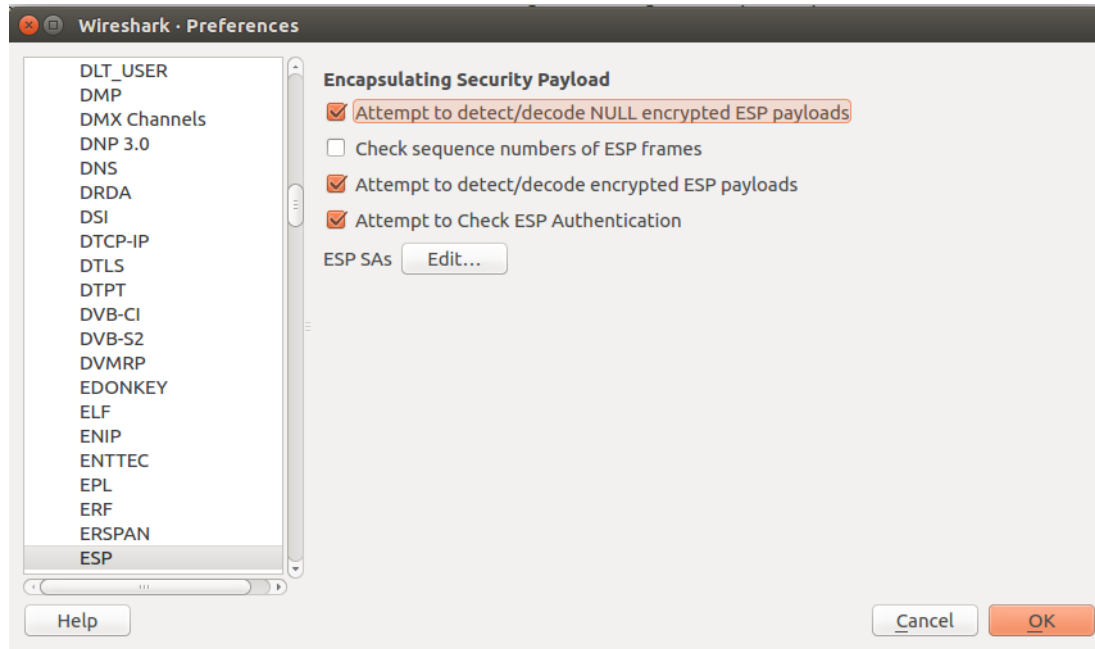 Wireshark · Preferences
DLT_USER
DMP
DMX Channels
DNP 3.0
DNS
DRDA
DSI
DTCP-IP
DTLS
DTPT
DVB-CI
DVB-S2
DVMRP
EDONKEY
ELF
ENIP
ENTTEC
EPL
ERF
ERSPAN
ESP
Encapsulating Security Payload
Attempt to detect/decode NULL encrypted ESP payloads
Check sequence numbers of ESP frames
Attempt to detect/decode encrypted ESP payloads
Attempt to Check ESP Authentication
ESP SAs Edit...
Help
Cancel
OK